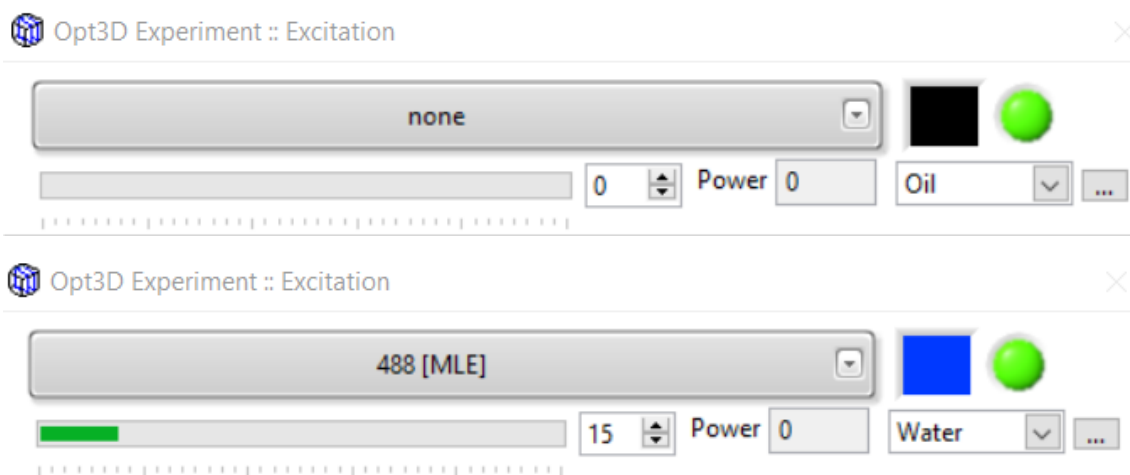 Opt3D Experiment :: Excitation
none
0 Power 0 Oil ...
Opt3D Experiment :: Excitation
488 [MLE]
15 Power 0 Water ...